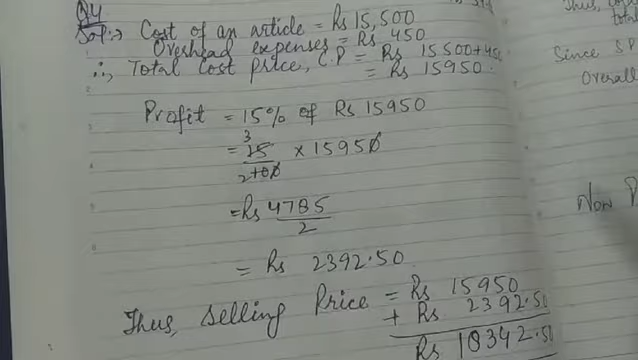 Q4
Sol:→ Cost of an article = Rs 15,500
Overhead expenses = Rs 450
∴, Total cost price, C.P = Rs 15500+450
= Rs 15950.
Profit = 15% of Rs 15950
= 3 15/2100 × 15950
= Rs 4785/2
= Rs 2392.50
Thus, Selling Price = Rs 15950
+ Rs 2392.50
Rs 18342.50
Thus,
Since SP
Overall
Now